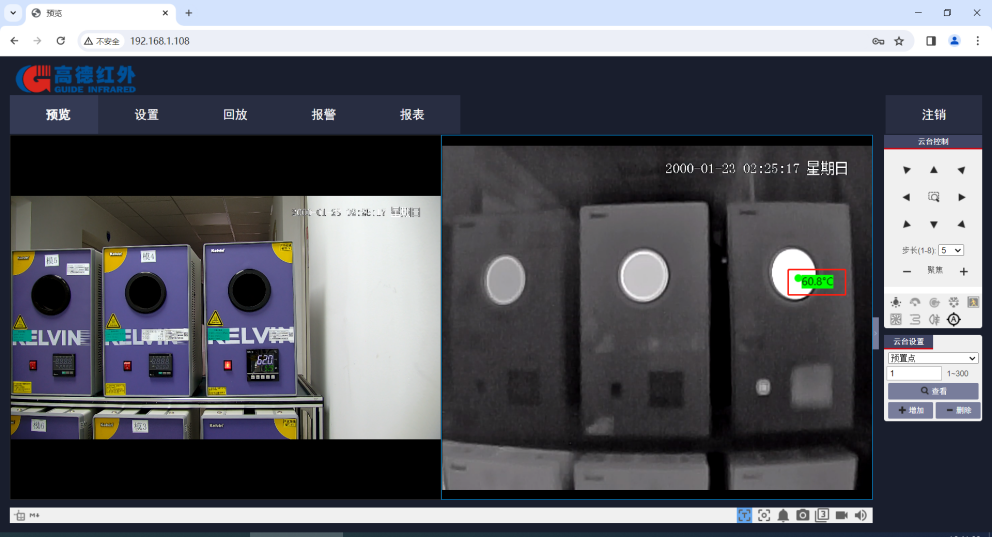 预览
不安全 192.168.1.108
高德红外
GUIDE INFRARED
预览 设置 回放 报警 报表 注销
云台控制
2000-01-23 02:25:17 星期日
60.8°C
Kelvin
KELVIN
KELVIN
KELVIN
步长(1-8): 5
聚焦
云台设置
预置点
1 1~300
查看
增加 删除